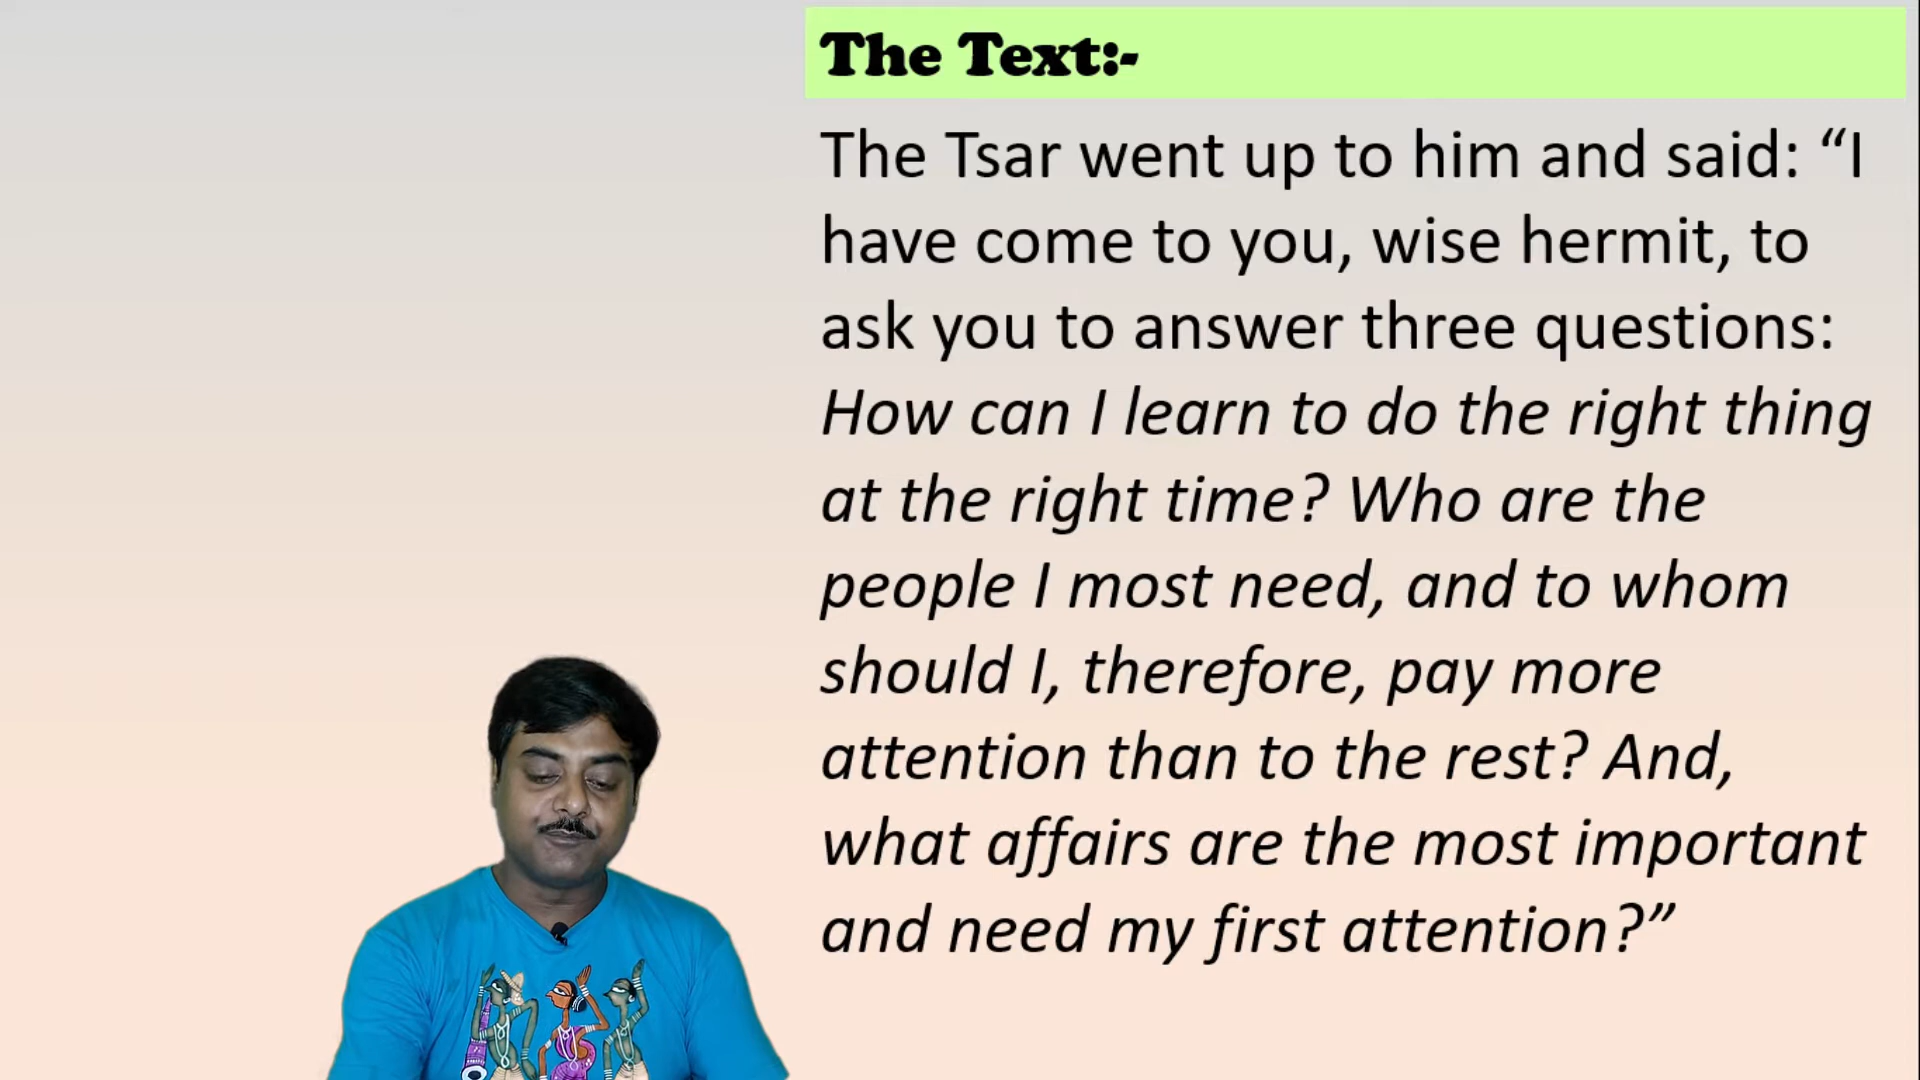 The Text:-
The Tsar went up to him and said: “I
have come to you, wise hermit, to
ask you to answer three questions:
How can I learn to do the right thing
at the right time? Who are the
people I most need, and to whom
should I, therefore, pay more
attention than to the rest? And,
what affairs are the most important
and need my first attention?”